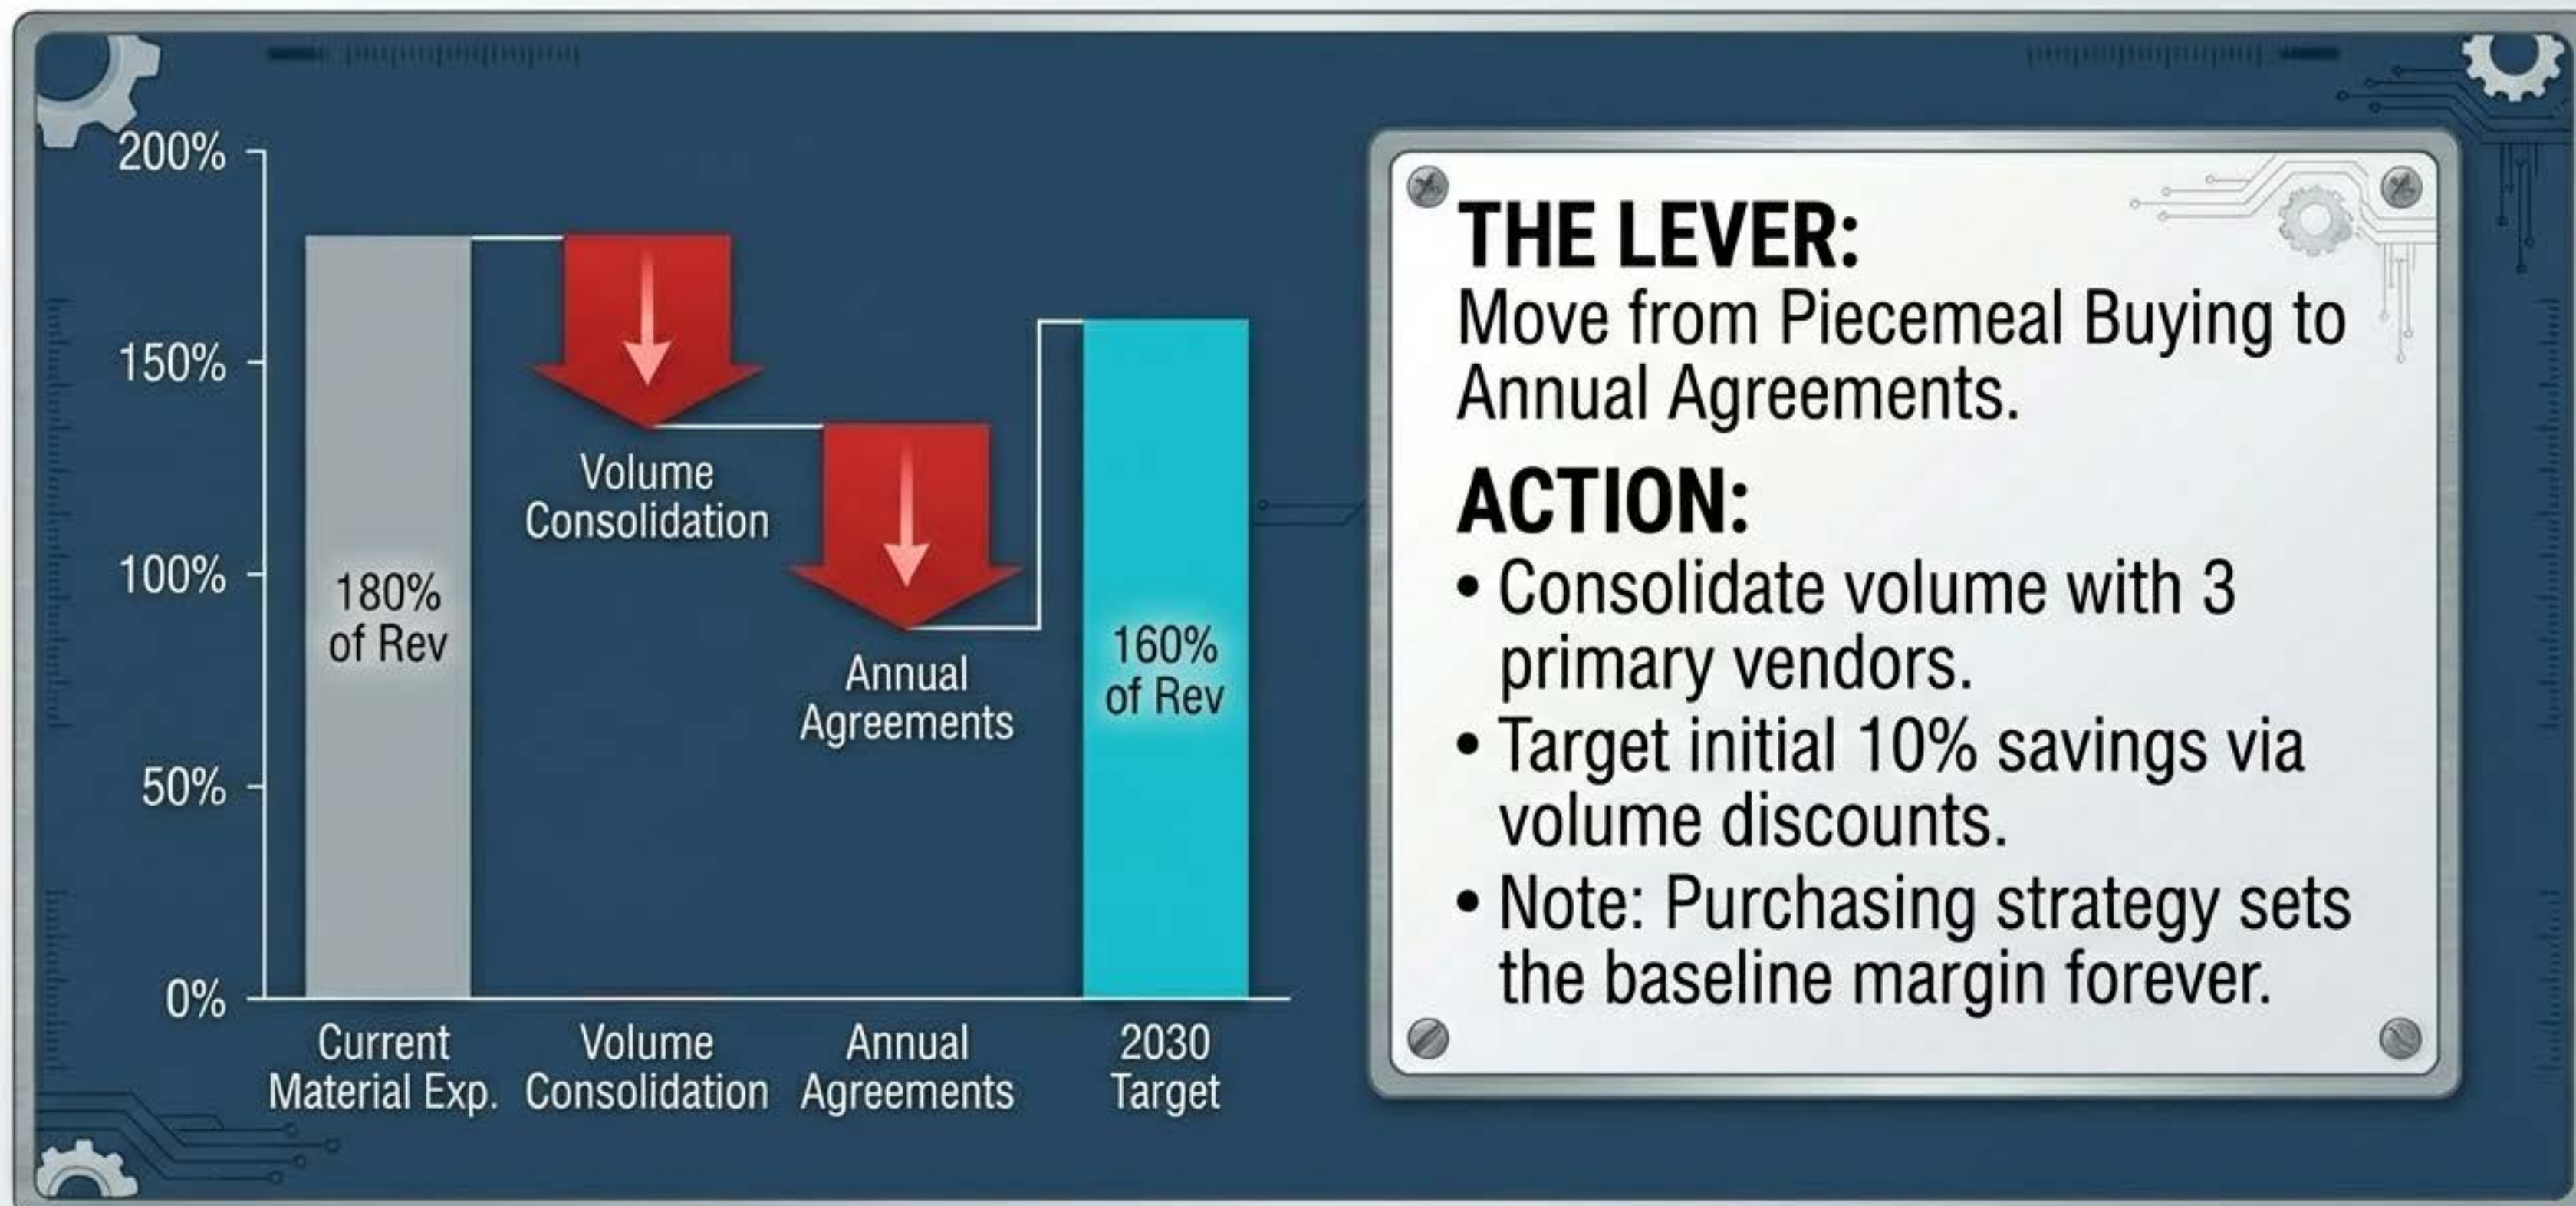 200%
150%
100%
50%
0%
180%
of Rev
Volume
Consolidation
Annual
Agreements
160%
of Rev
Current
Material Exp.
Volume
Consolidation
Annual
Agreements
2030
Target
THE LEVER:
Move from Piecemeal Buying to
Annual Agreements.
ACTION:
• Consolidate volume with 3
primary vendors.
• Target initial 10% savings via
volume discounts.
• Note: Purchasing strategy sets
the baseline margin forever.